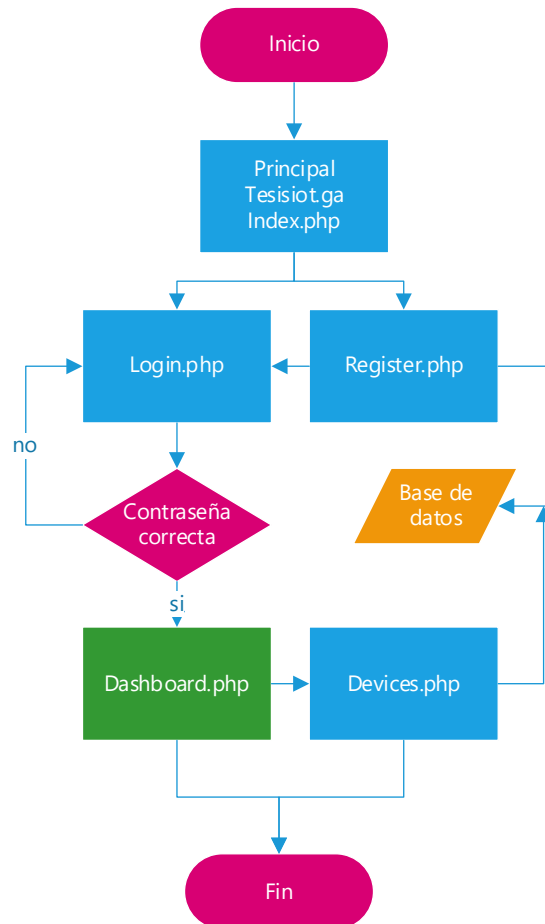 Inicio
Principal
Tesisiot.ga
Index.php
Login.php
Register.php
no
Contraseña
correcta
Base de
datos
si
Dashboard.php
Devices.php
Fin